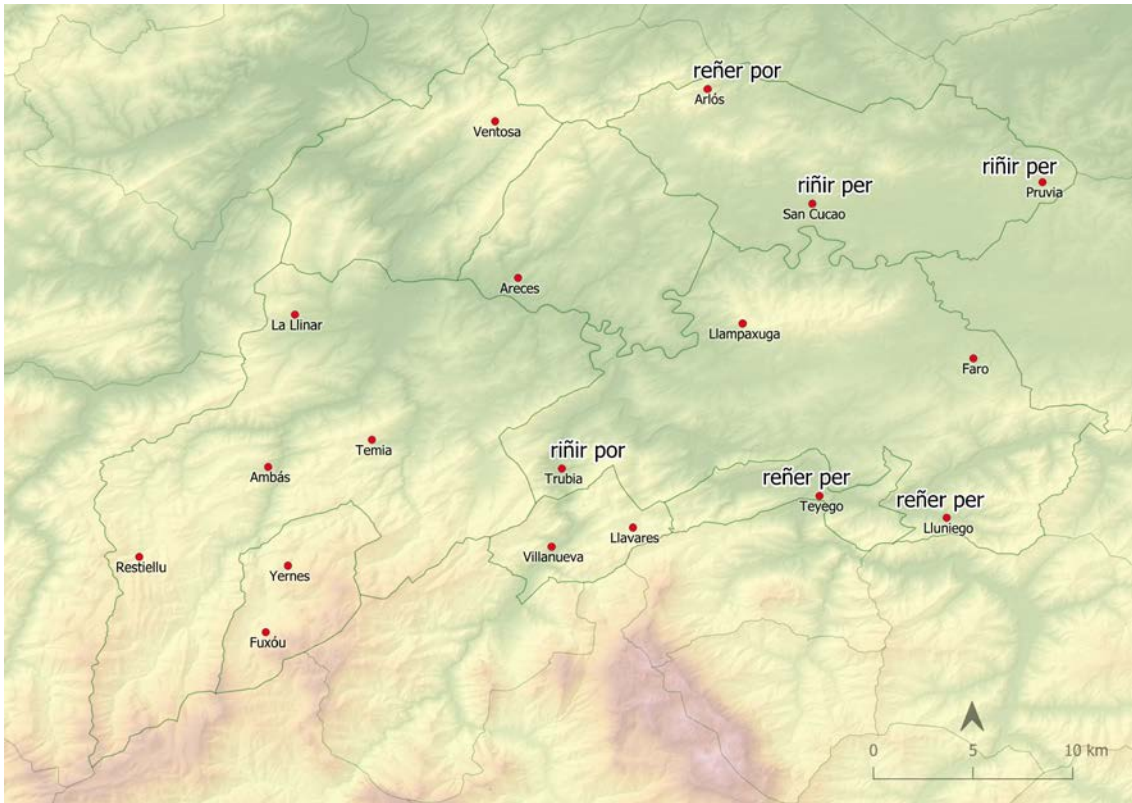 reñer por
Arlós
Ventosa
riñir per
Pruvia
riñir per
San Cucao
Areces
La Llinar
Llampaxuga
Faro
Temia
riñir por
Trubia
Ambás
reñer per
Teyego
reñer per
Lluniego
Llavares
Villanueva
Restiellu
Yernes
Fuxóu
0 5 10 km